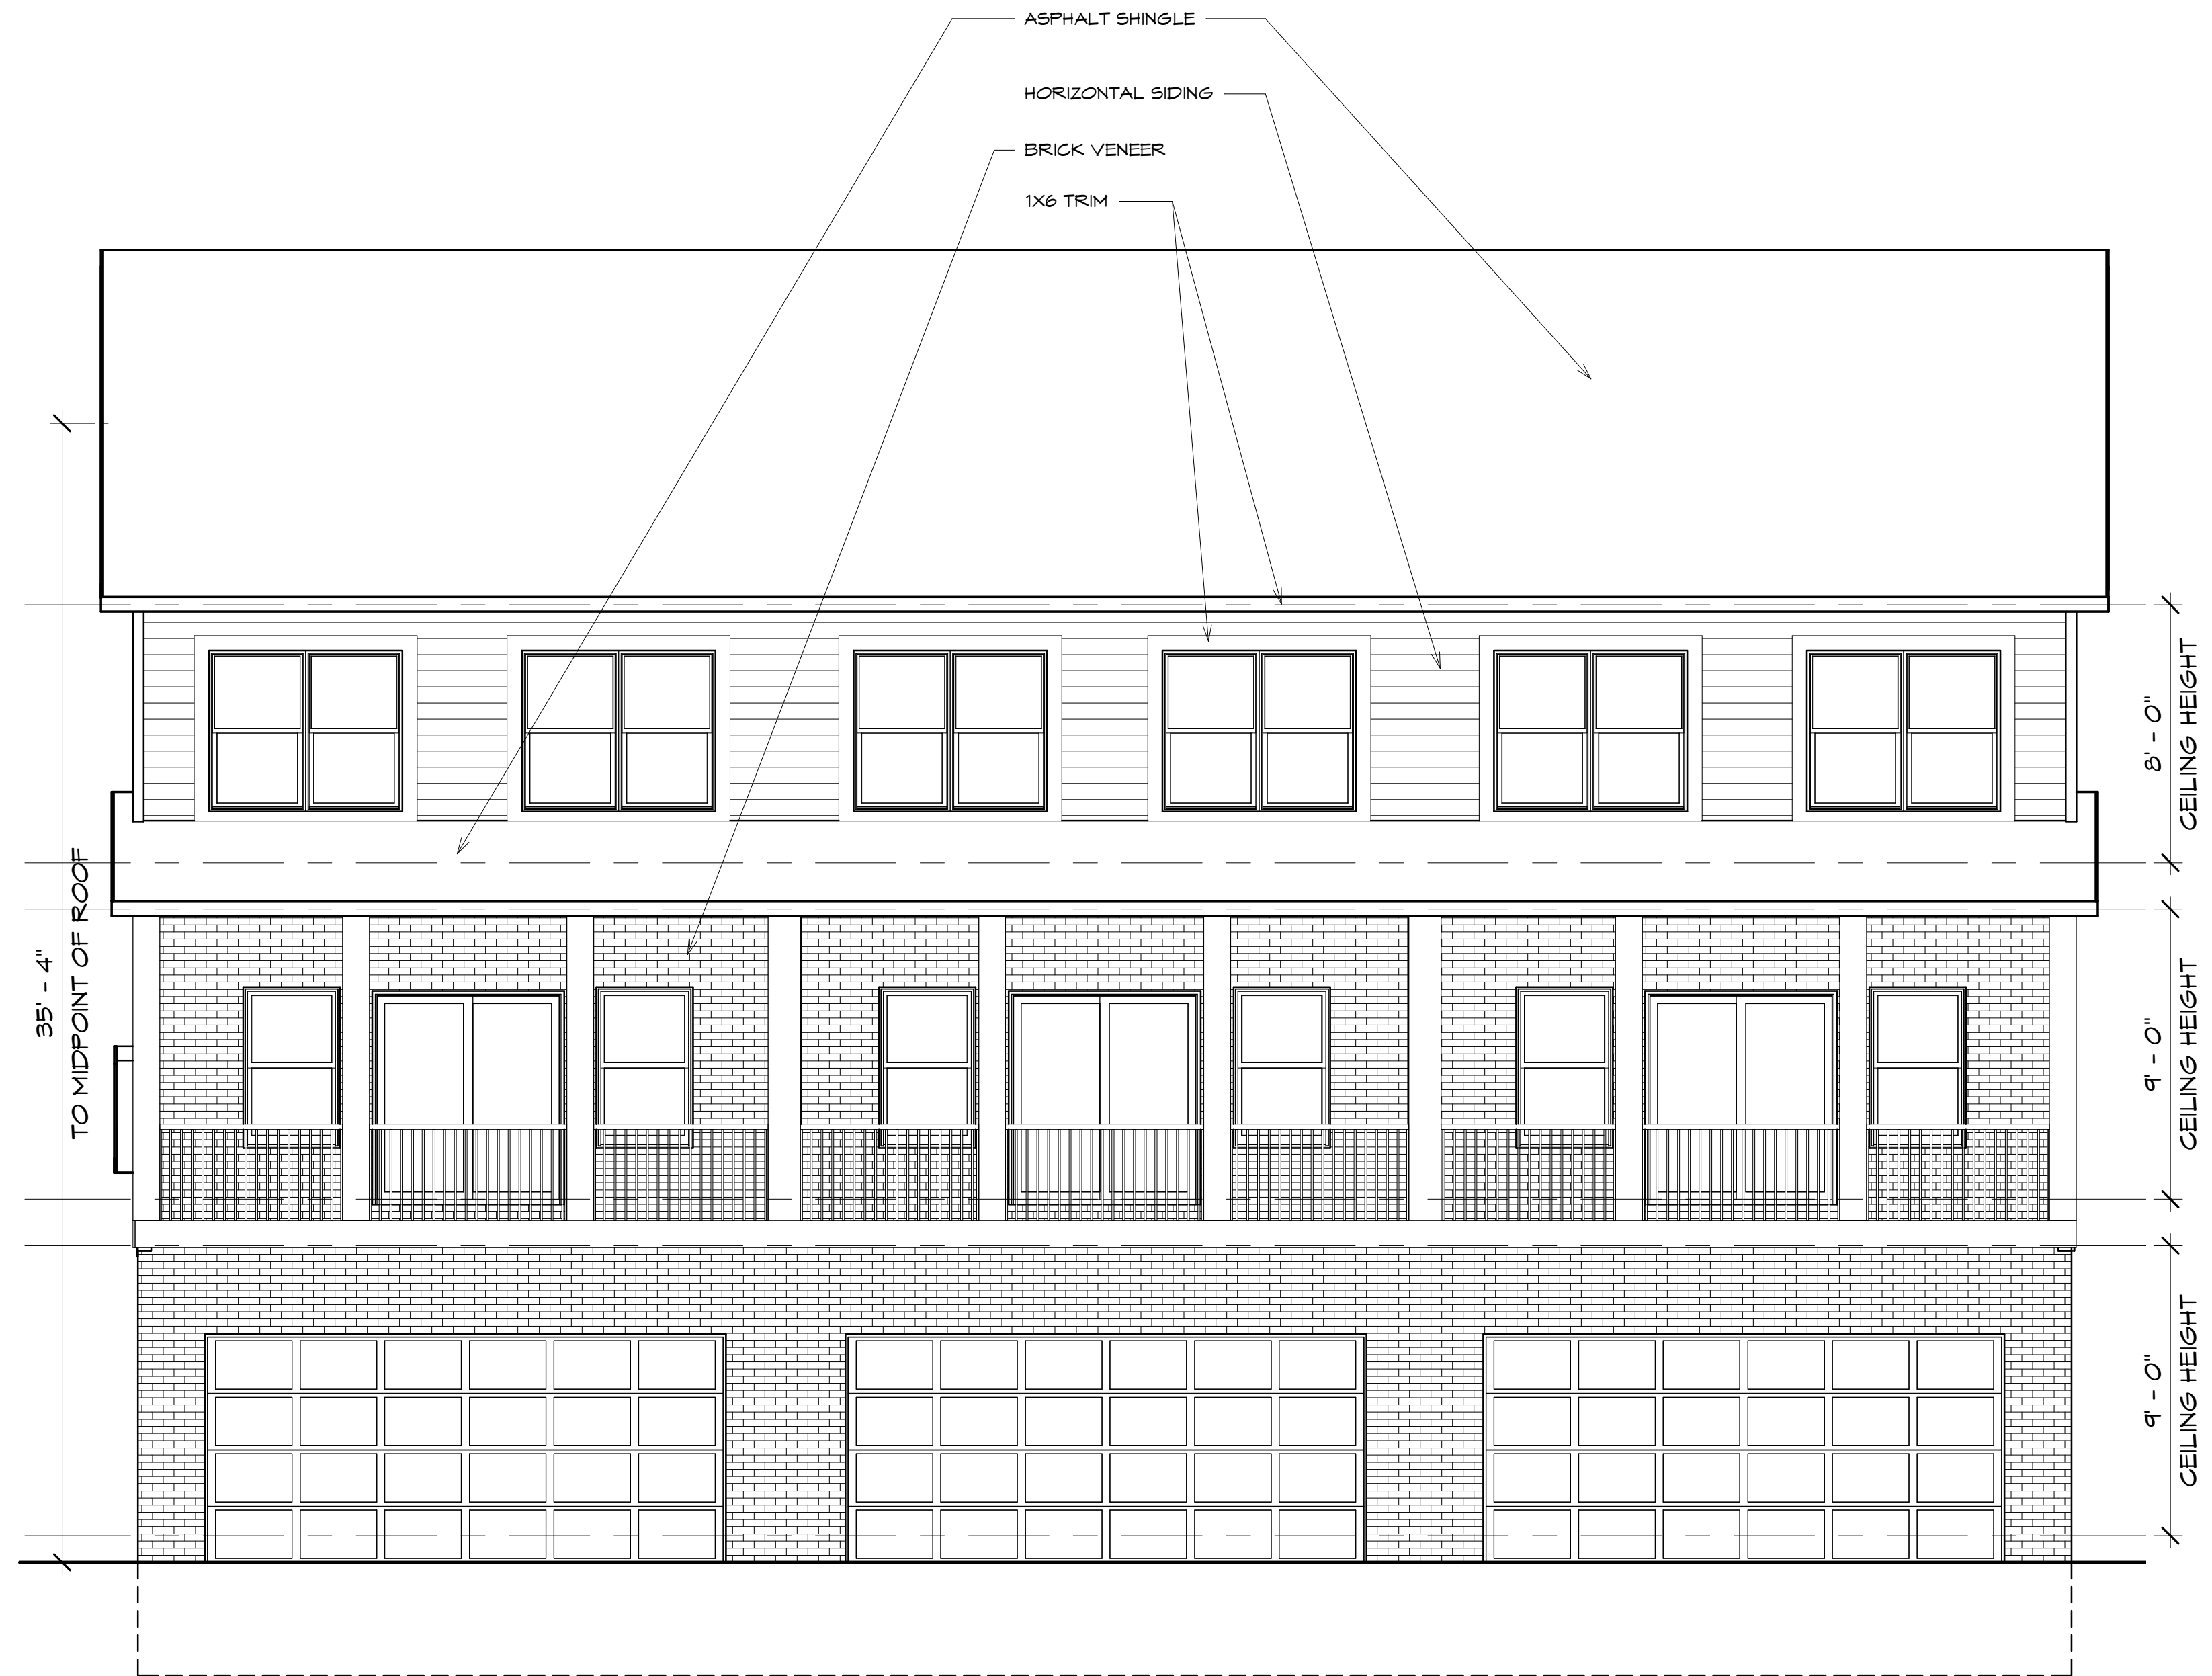 ASPHALT SHINGLE
HORIZONTAL SIDING
BRICK VENEER
1X6 TRIM
35' - 4"
TO MIDPOINT OF ROOF
8' - 0"
CEILING HEIGHT
9' - 0"
CEILING HEIGHT
9' - 0"
CEILING HEIGHT